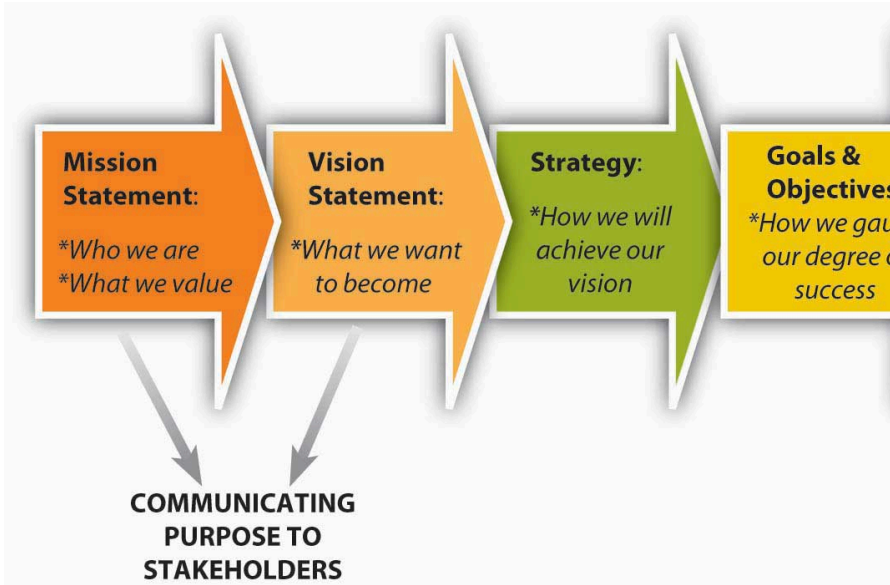 Mission
Statement:
*Who we are
*What we value
Vision
Statement:
*What we want
to become
Strategy:
*How we will
achieve our
vision
Goals &
Objectives
*How we
our degree
success
COMMUNICATING
PURPOSE TO
STAKEHOLDERS